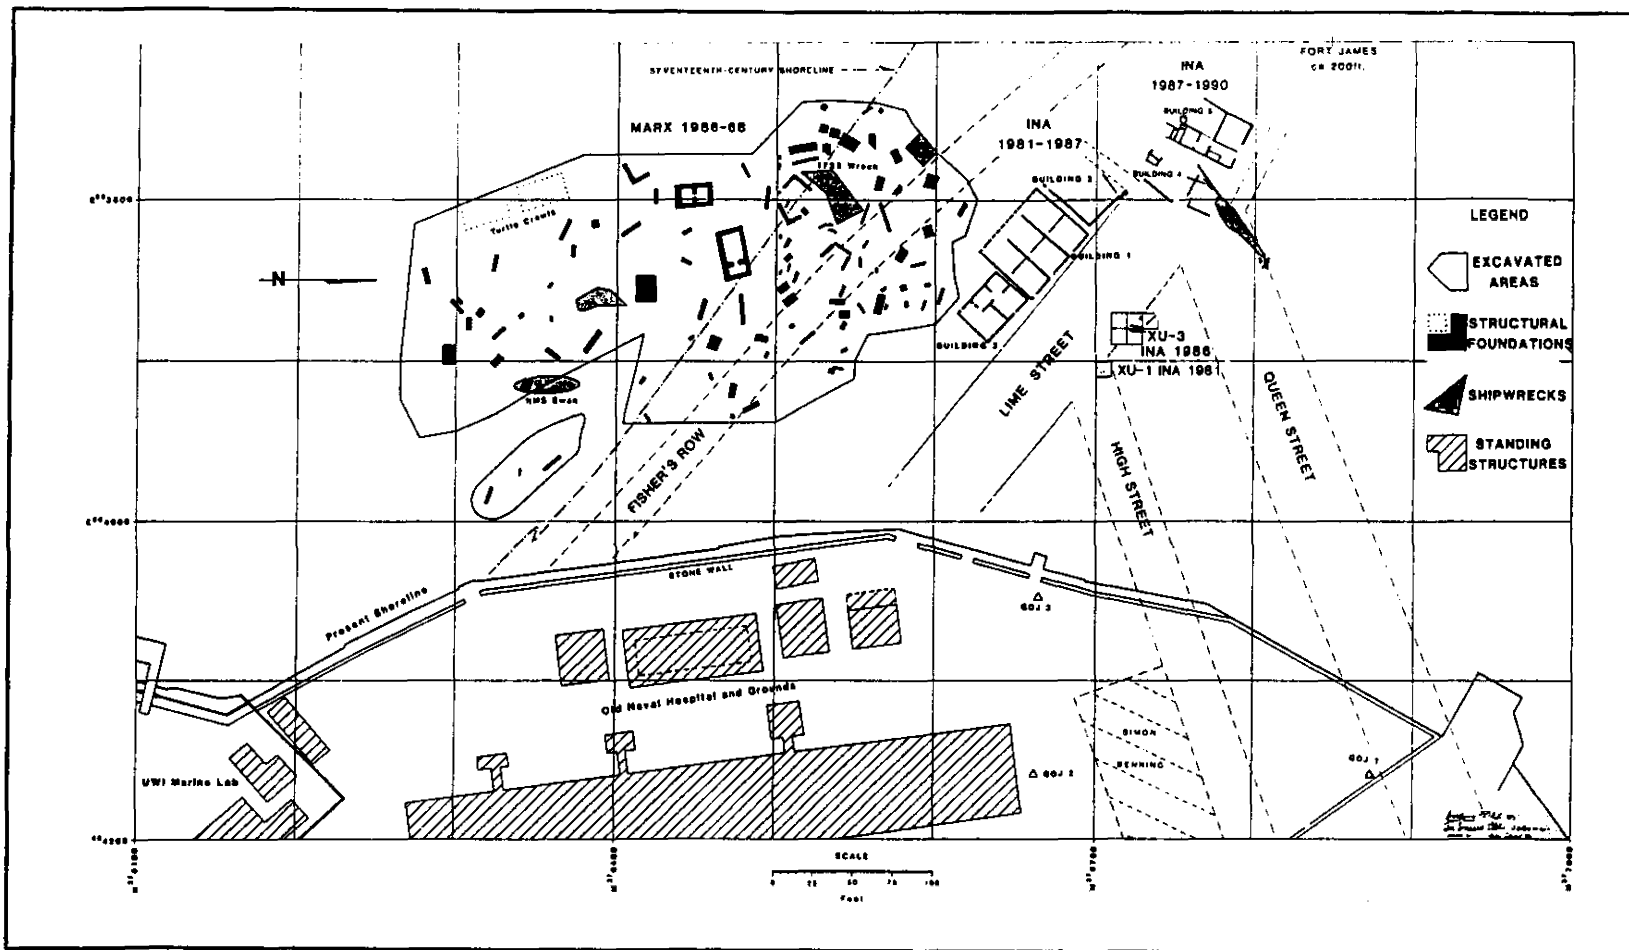 FORT JAMES
ca 200ft.
SEVENTEENTH-CENTURY SHORELINE
INA
1987-1990
BUILDING 5
MARX 1966-68
INA
1981-1987
1722 Wreck
BUILDING 2
BUILDING 4
Turtle Crawls
LEGEND
N
BUILDING 1
EXCAVATED
AREAS
STRUCTURAL
FOUNDATIONS
BUILDING 3
XU-3
INA 1986
XU-1 INA 1981
LIME STREET
HMS Swan
QUEEN STREET
SHIPWRECKS
STANDING
STRUCTURES
FISHER'S ROW
HIGH STREET
STONE WALL
GOJ 3
Present Shoreline
Old Naval Hospital and Grounds
SIMON
BENNING
UWI Marine Lab
GOJ 2
GOJ 7
SCALE
0 25 50 75 100
Feet